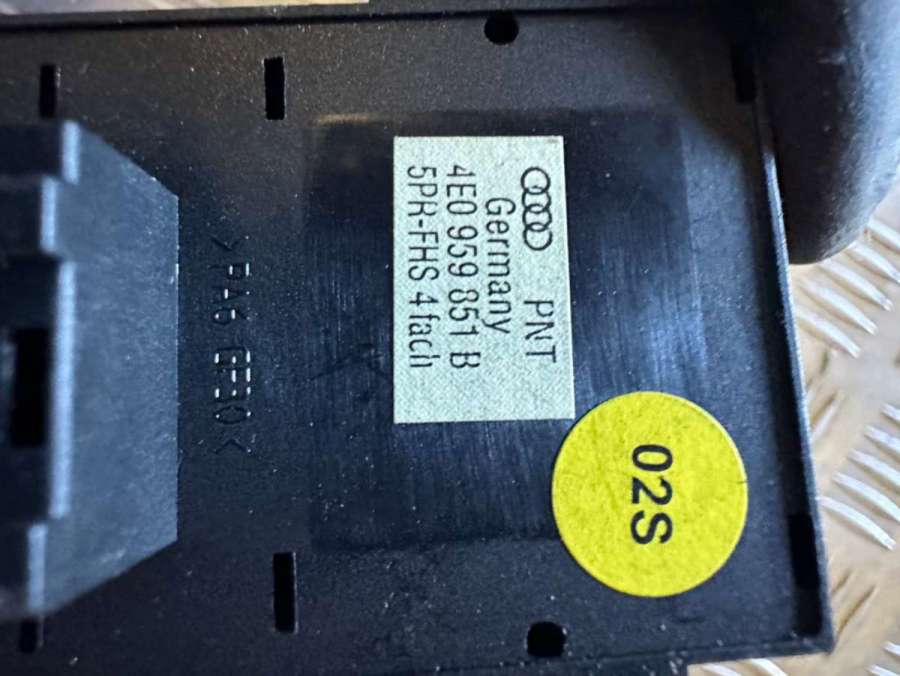 PNT
Germany
4E0 959 851 B
5PR-FHS 4 fach
02S
>PA6 GF30<